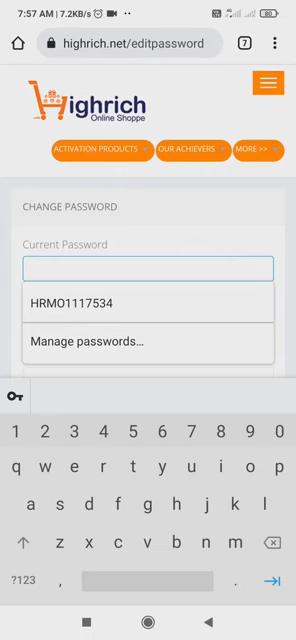 7:57 AM | 7.2KB/s
80
highrich.net/editpassword
7
Highrich
Online Shoppe
ACTIVATION PRODUCTS
OUR ACHIEVERS
MORE >>
CHANGE PASSWORD
Current Password
HRMO1117534
Manage passwords...
1 2 3 4 5 6 7 8 9 0
q w e r t y u i o p
a s d f g h j k l
z x c v b n m
?123 , .